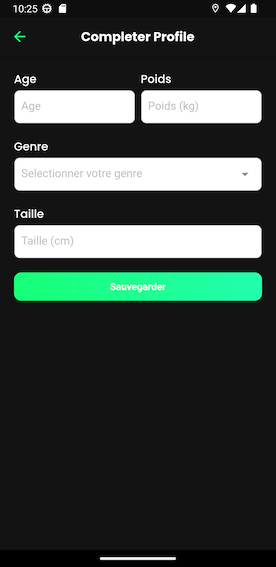 10:25
Completer Profile
Age Poids
Age Poids (kg)
Genre
Selectionner votre genre
Taille
Taille (cm)
Sauvegarder